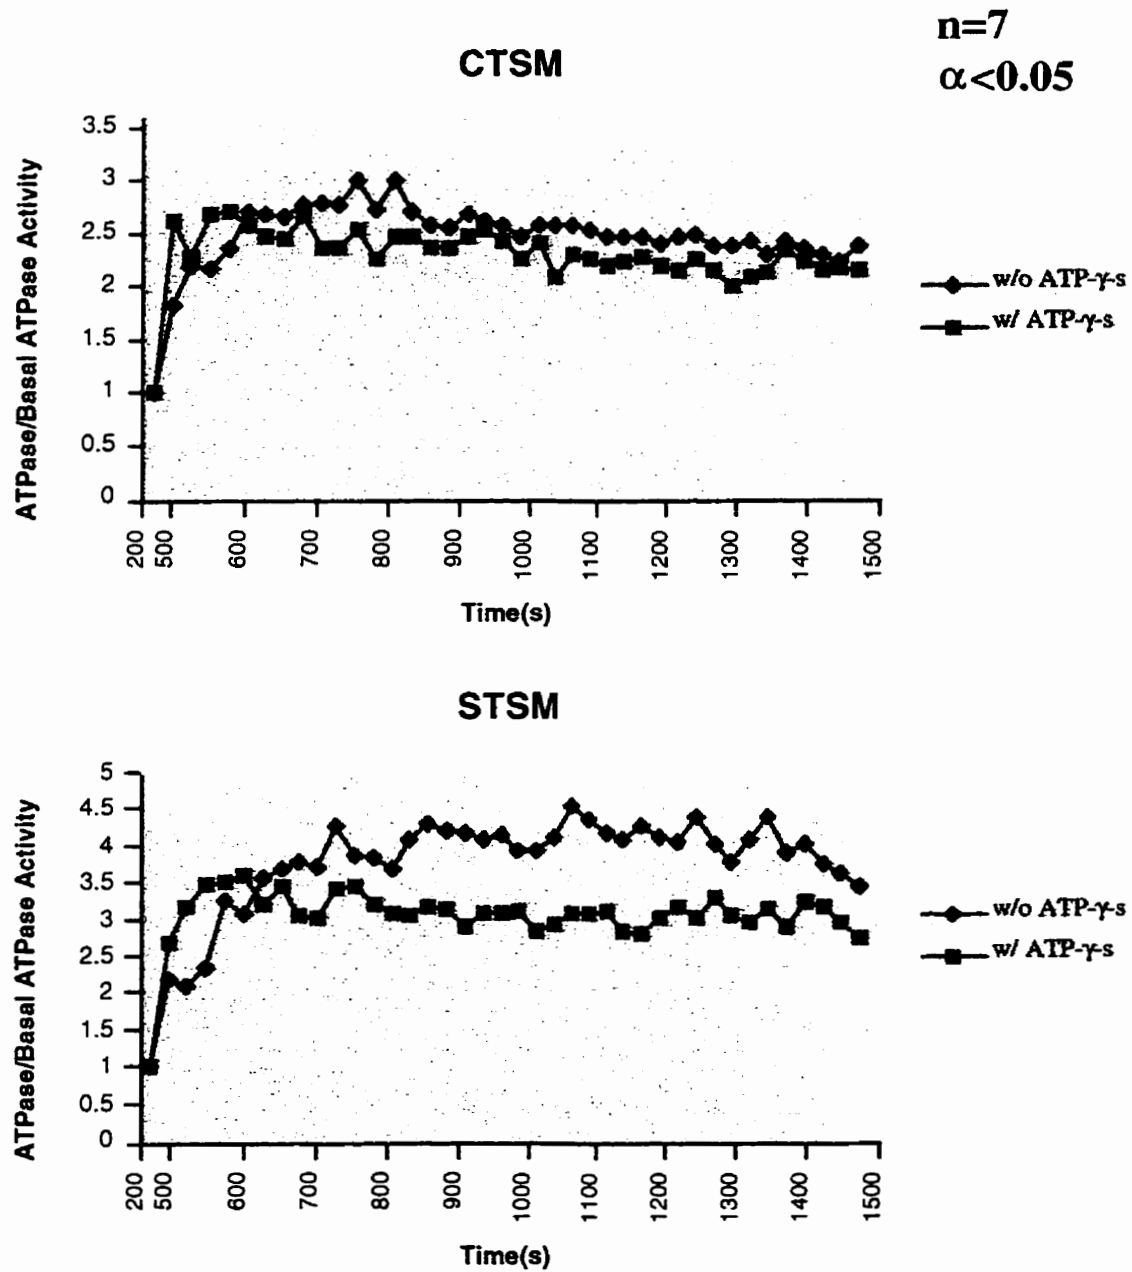 n=7
α<0.05
CTSM
ATPase/Basal ATPase Activity
3.5
3
2.5
2
1.5
1
0.5
0
200 500 600 700 800 900 1000 1100 1200 1300 1400 1500
Time(s)
w/o ATP-γ-s
w/ ATP-γ-s
STSM
ATPase/Basal ATPase Activity
5
4.5
4
3.5
3
2.5
2
1.5
1
0.5
0
200 500 600 700 800 900 1000 1100 1200 1300 1400 1500
Time(s)
w/o ATP-γ-s
w/ ATP-γ-s